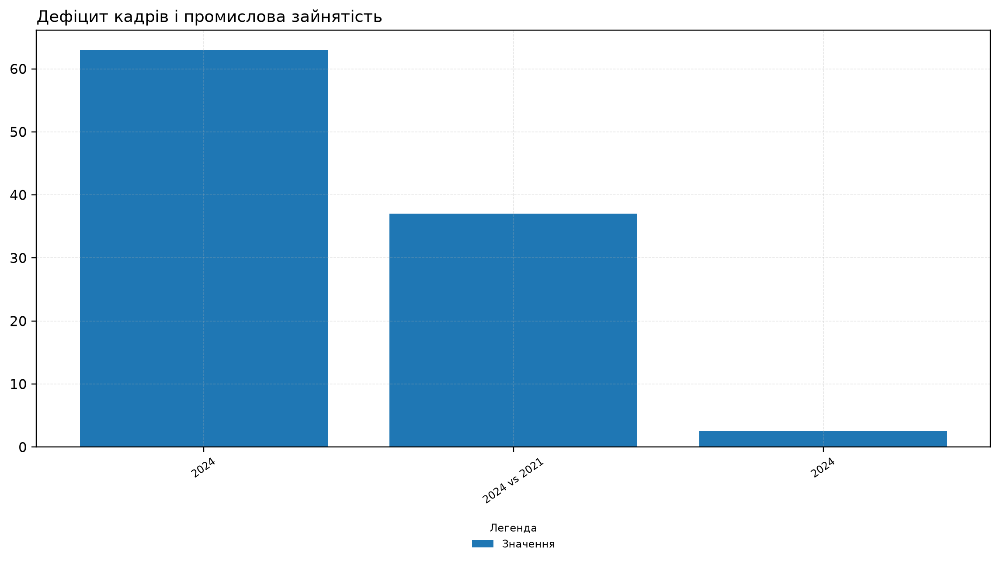 Дефіцит кадрів і промислова зайнятість
60
50
40
30
20
10
0
2024
2024 vs 2021
2024
Легенда
Значення